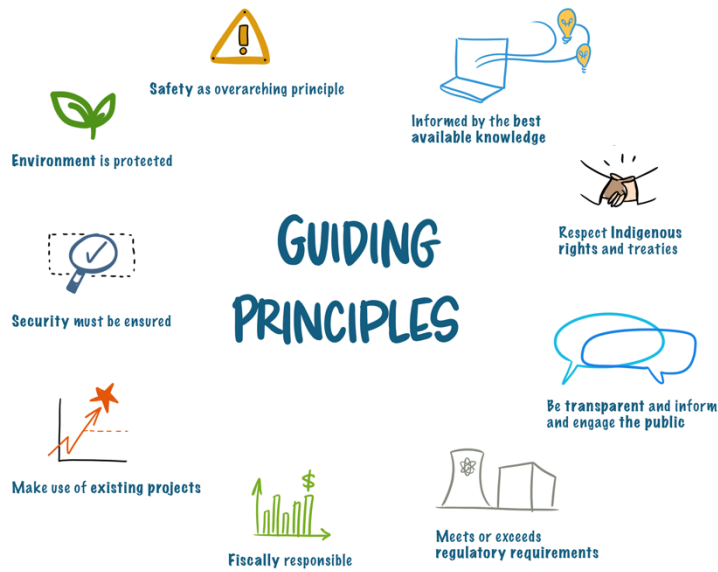 Safety as overarching principle
Informed by the best
available knowledge
Environment is protected
Respect Indigenous
rights and treaties
GUIDING
PRINCIPLES
Security must be ensured
Be transparent and inform
and engage the public
Make use of existing projects
$
Meets or exceeds
regulatory requirements
Fiscally responsible